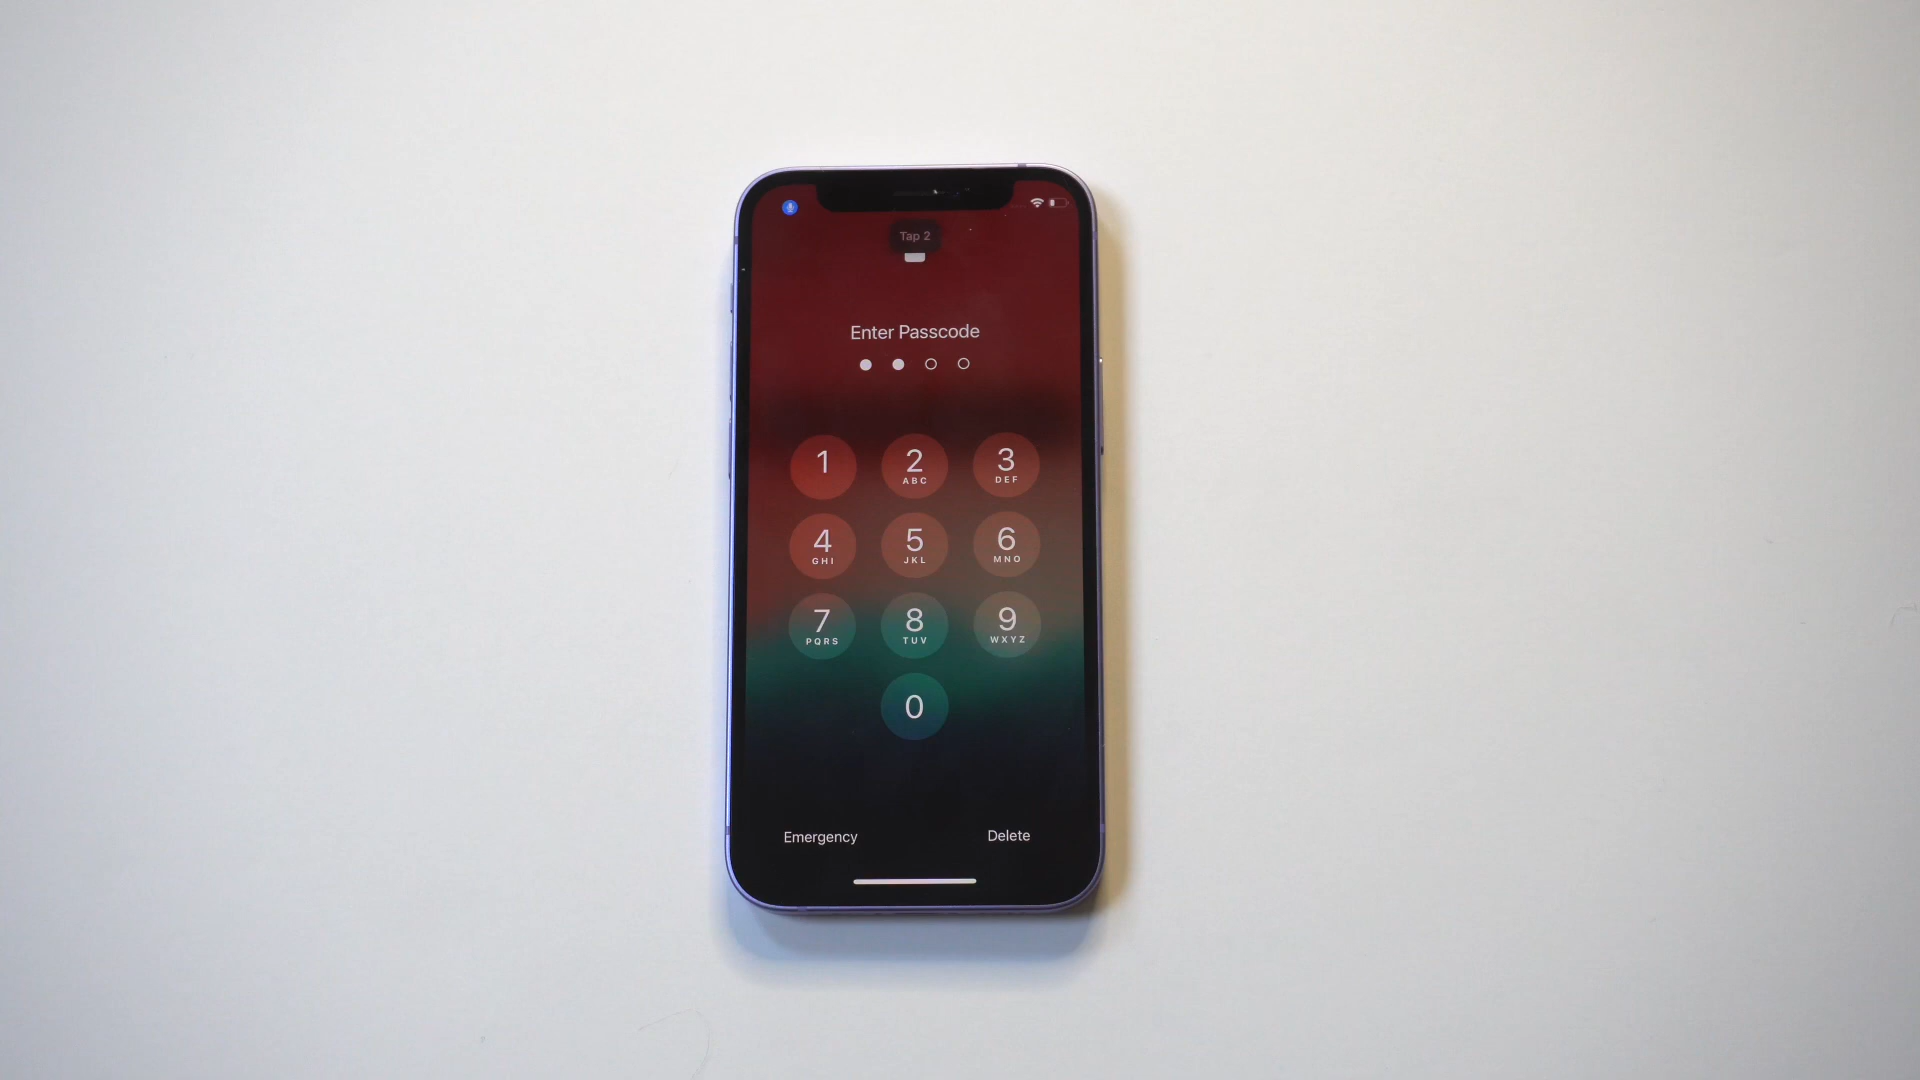 Tap 2
Enter Passcode
1 2 3
ABC DEF
4 5 6
GHI JKL MNO
7 8 9
PQRS TUV WXYZ
0
Emergency Delete